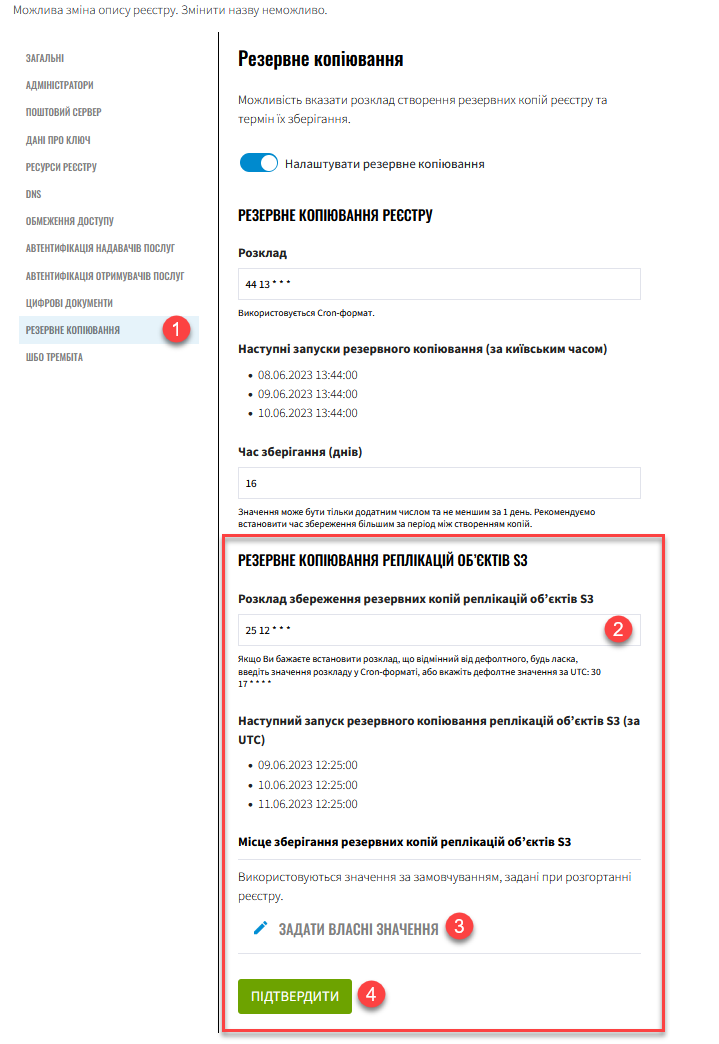 Можлива зміна опису реєстру. Змінити назву неможливо.
ЗАГАЛЬНІ
АДМІНІСТРАТОРИ
ПОШТОВИЙ СЕРВЕР
ДАНІ ПРО КЛЮЧ
РЕСУРСИ РЕЄСТРУ
DNS
ОБМЕЖЕННЯ ДОСТУПУ
АВТЕНТИФІКАЦІЯ НАДАВАЧІВ ПОСЛУГ
АВТЕНТИФІКАЦІЯ ОТРИМУВАЧІВ ПОСЛУГ
ЦИФРОВІ ДОКУМЕНТИ
РЕЗЕРВНЕ КОПІЮВАННЯ 1
ШБО ТРЕМБІТА
Резервне копіювання
Можливість вказати розклад створення резервних копій реєстру та
термін їх зберігання.
Налаштувати резервне копіювання
РЕЗЕРВНЕ КОПІЮВАННЯ РЕЄСТРУ
Розклад
44 13 * * *
Використовується Cron-формат.
Наступні запуски резервного копіювання (за київським часом)
• 08.06.2023 13:44:00
• 09.06.2023 13:44:00
• 10.06.2023 13:44:00
Час зберігання (днів)
16
Значення може бути тільки додатним числом та не меншим за 1 день. Рекомендуємо
встановити час збереження більшим за період між створенням копій.
РЕЗЕРВНЕ КОПІЮВАННЯ РЕПЛІКАЦІЙ ОБ’ЄКТІВ S3
Розклад збереження резервних копій реплікацій об’єктів S3
25 12 * * * 2
Якщо Ви бажаєте встановити розклад, що відмінний від дефолтного, будь ласка,
введіть значення розкладу у Cron-форматі, або вкажіть дефолтне значення за UTC: 30
17 * * * *
Наступний запуск резервного копіювання реплікацій об’єктів S3 (за
UTC)
• 09.06.2023 12:25:00
• 10.06.2023 12:25:00
• 11.06.2023 12:25:00
Місце зберігання резервних копій реплікацій об’єктів S3
Використовуються значення за замовчуванням, задані при розгортанні
реєстру.
ЗАДАТИ ВЛАСНІ ЗНАЧЕННЯ 3
ПІДТВЕРДИТИ 4